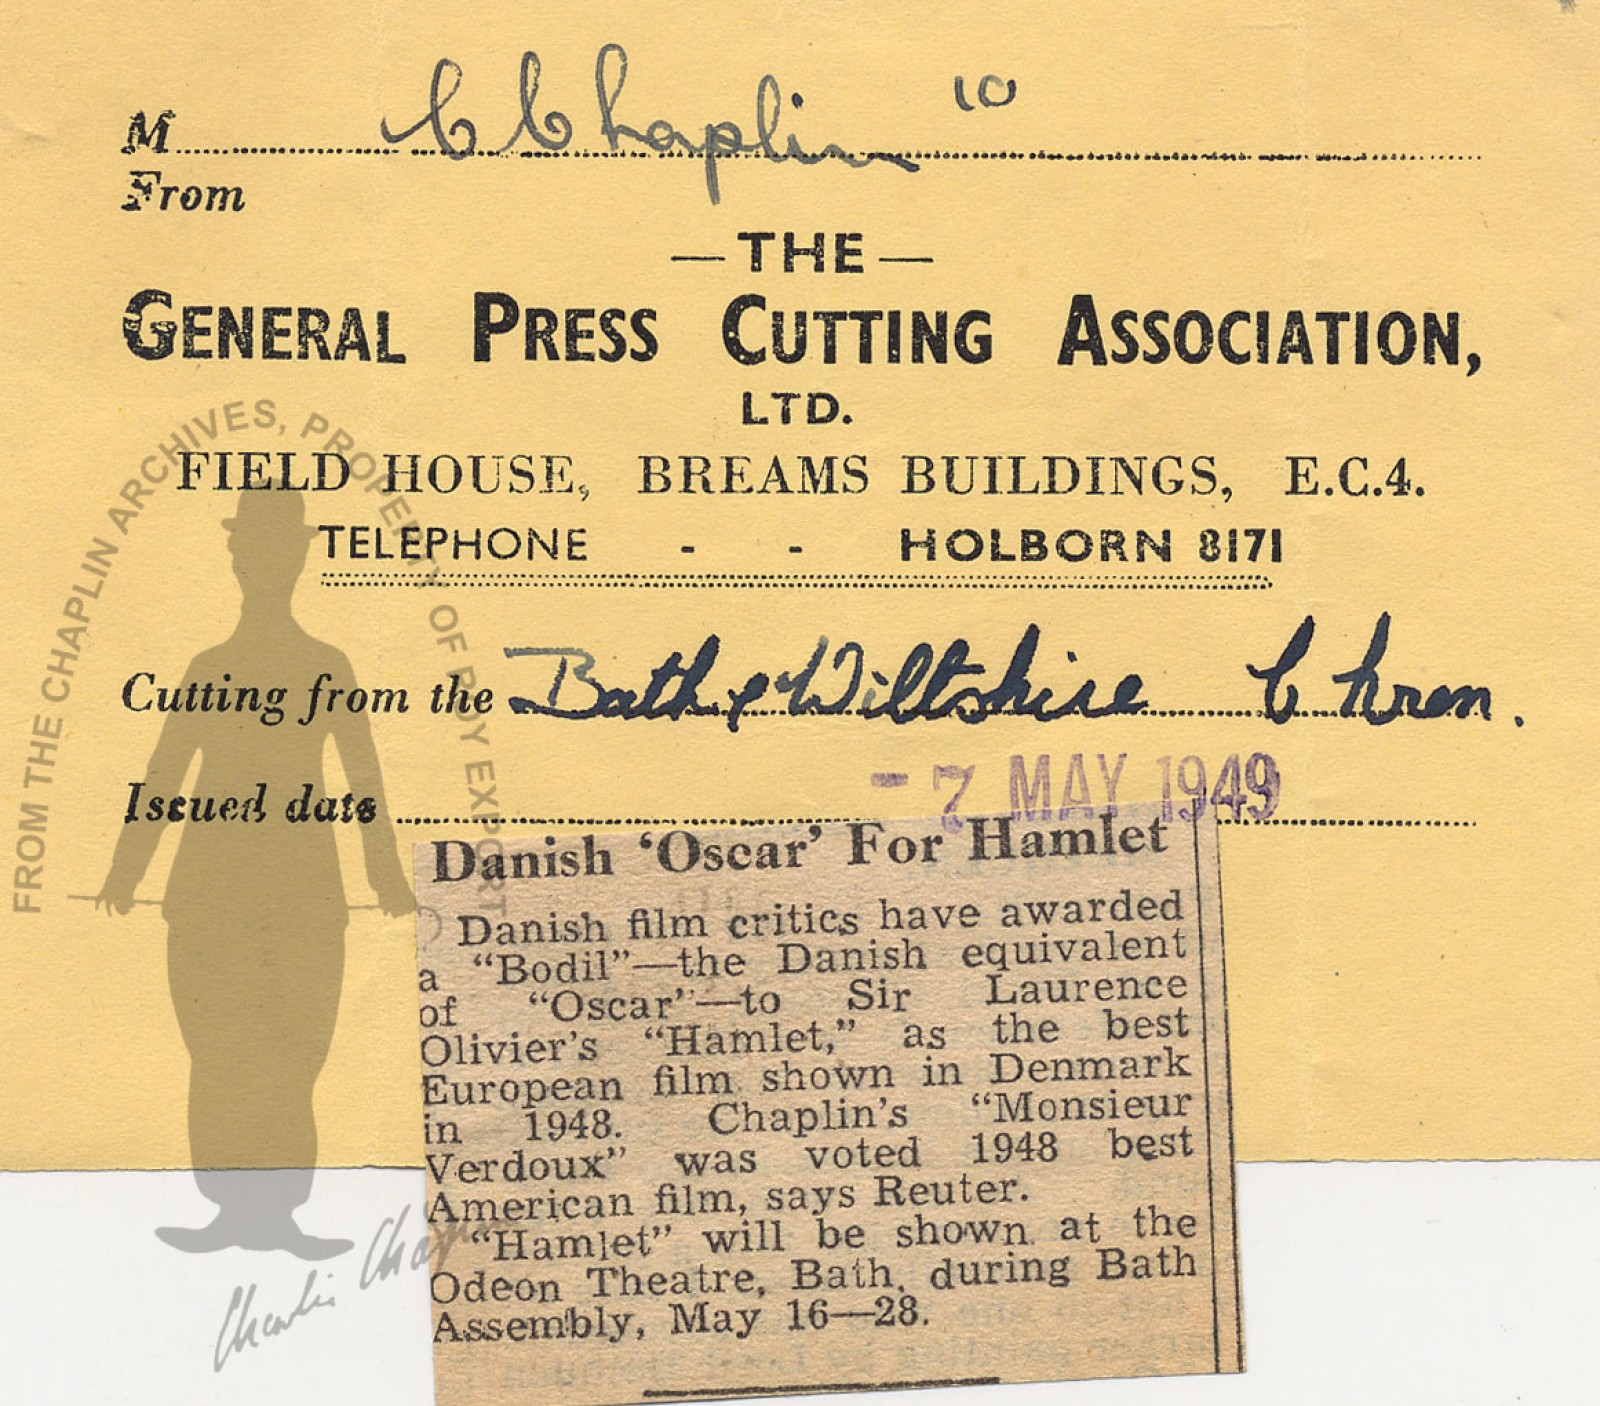 M C Chaplin 10
From
— THE —
GENERAL PRESS CUTTING ASSOCIATION,
LTD.
FIELD HOUSE, BREAMS BUILDINGS, E.C.4.
TELEPHONE - - HOLBORN 8171
Cutting from the Bath & Wiltshire Chron.
Issued date - 7 MAY 1949
Danish ‘Oscar’ For Hamlet
Danish film critics have awarded
a “Bodil”—the Danish equivalent
of “Oscar”—to Sir Laurence
Olivier’s “Hamlet,” as the best
European film shown in Denmark
in 1948. Chaplin’s “Monsieur
Verdoux” was voted 1948 best
American film, says Reuter.
“Hamlet” will be shown at the
Odeon Theatre, Bath, during Bath
Assembly, May 16—28.
FROM THE CHAPLIN ARCHIVES, PROPERTY OF ROY EXPORT
Charlie Chaplin